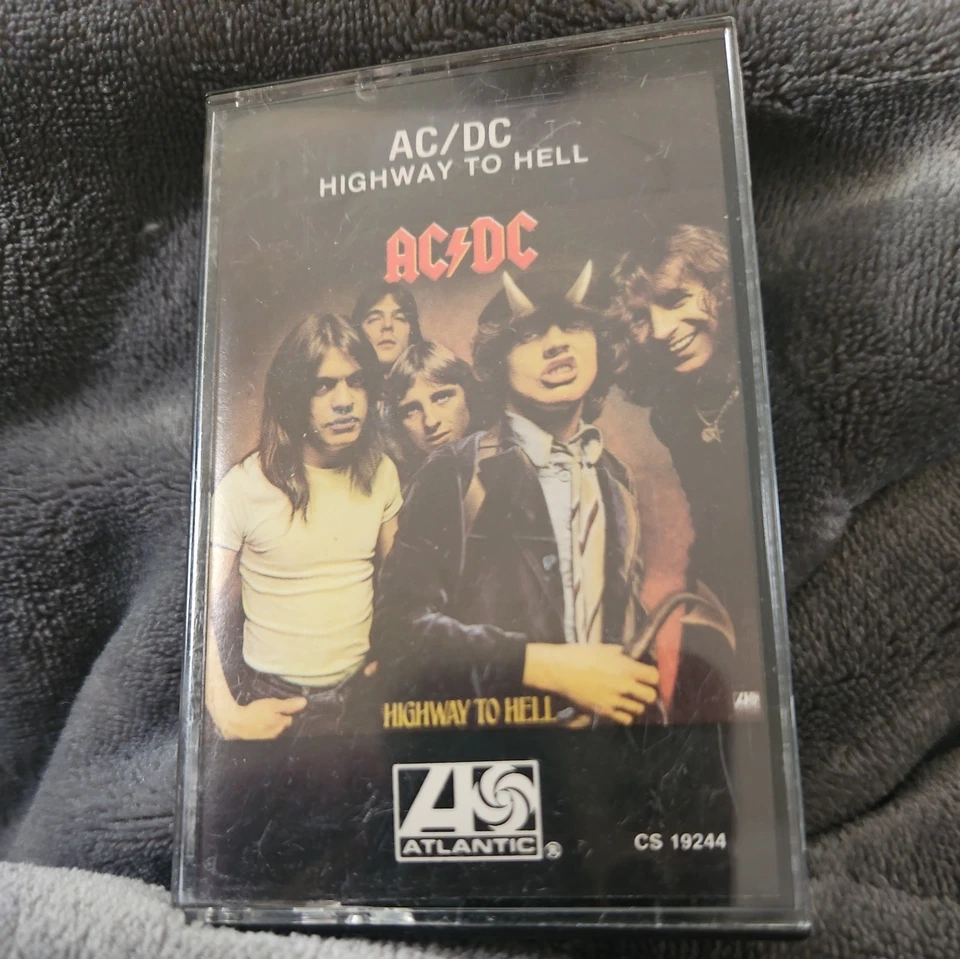 AC/DC
HIGHWAY TO HELL
AC⚡DC
HIGHWAY TO HELL
ATLANTIC ®
CS 19244